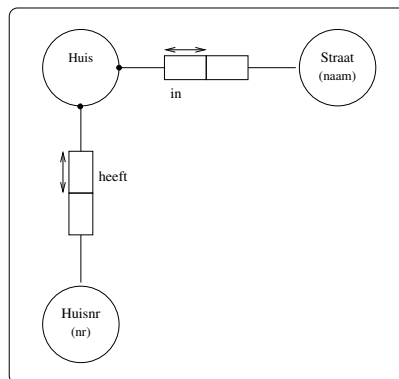 Huis
Straat
(naam)
in
heeft
Huisnr
(nr)